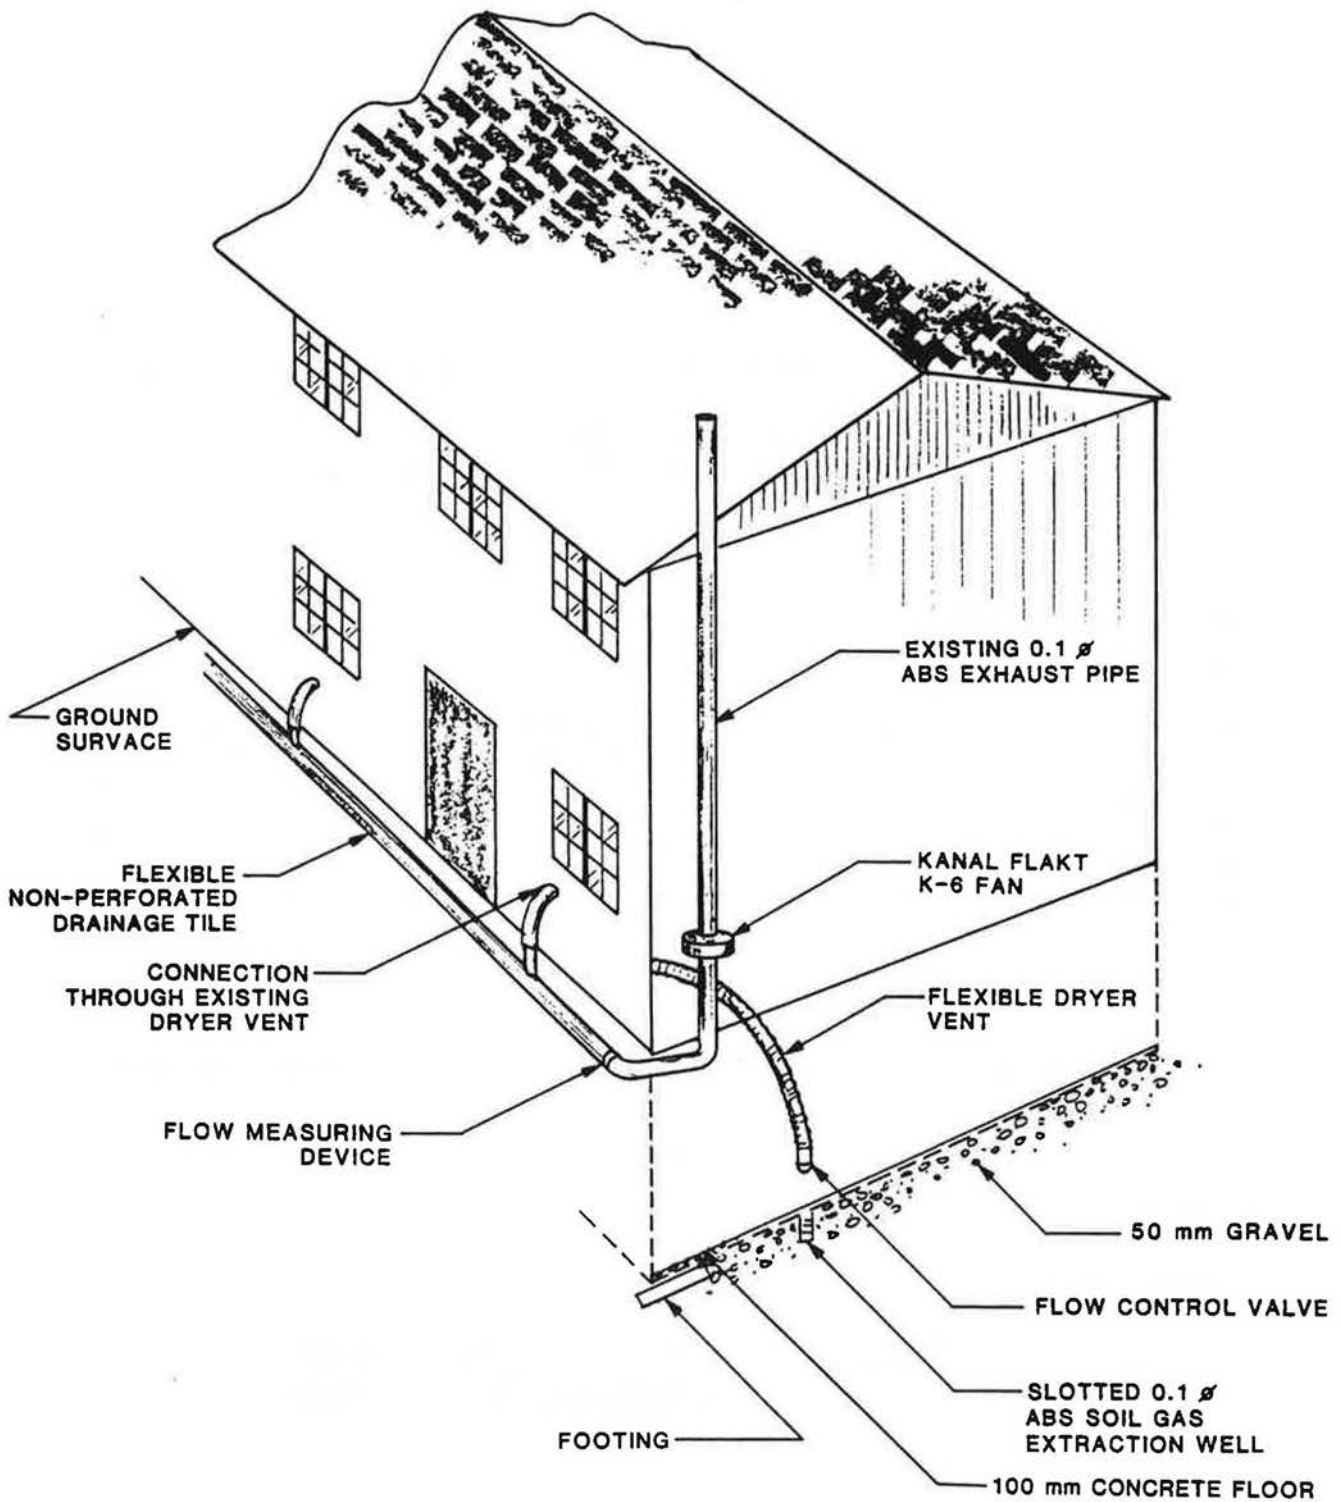 EXISTING 0.1 ø
ABS EXHAUST PIPE
GROUND
SURVACE
KANAL FLAKT
K-6 FAN
FLEXIBLE
NON-PERFORATED
DRAINAGE TILE
CONNECTION
THROUGH EXISTING
DRYER VENT
FLEXIBLE DRYER
VENT
FLOW MEASURING
DEVICE
50 mm GRAVEL
FLOW CONTROL VALVE
SLOTTED 0.1 ø
ABS SOIL GAS
EXTRACTION WELL
FOOTING
100 mm CONCRETE FLOOR